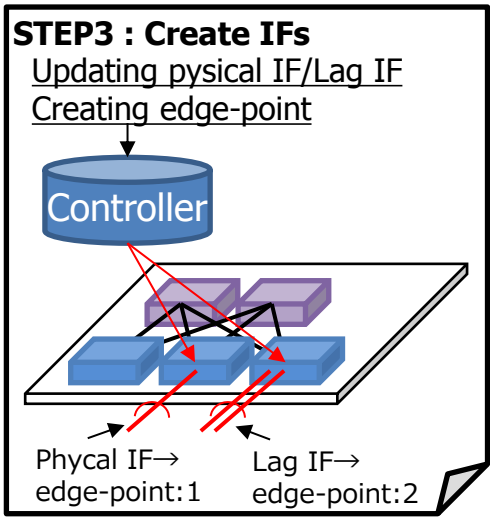 STEP3 : Create IFs
Updating pysical IF/Lag IF
Creating edge-point
Controller
Phycal IF→
edge-point:1
Lag IF→
edge-point:2